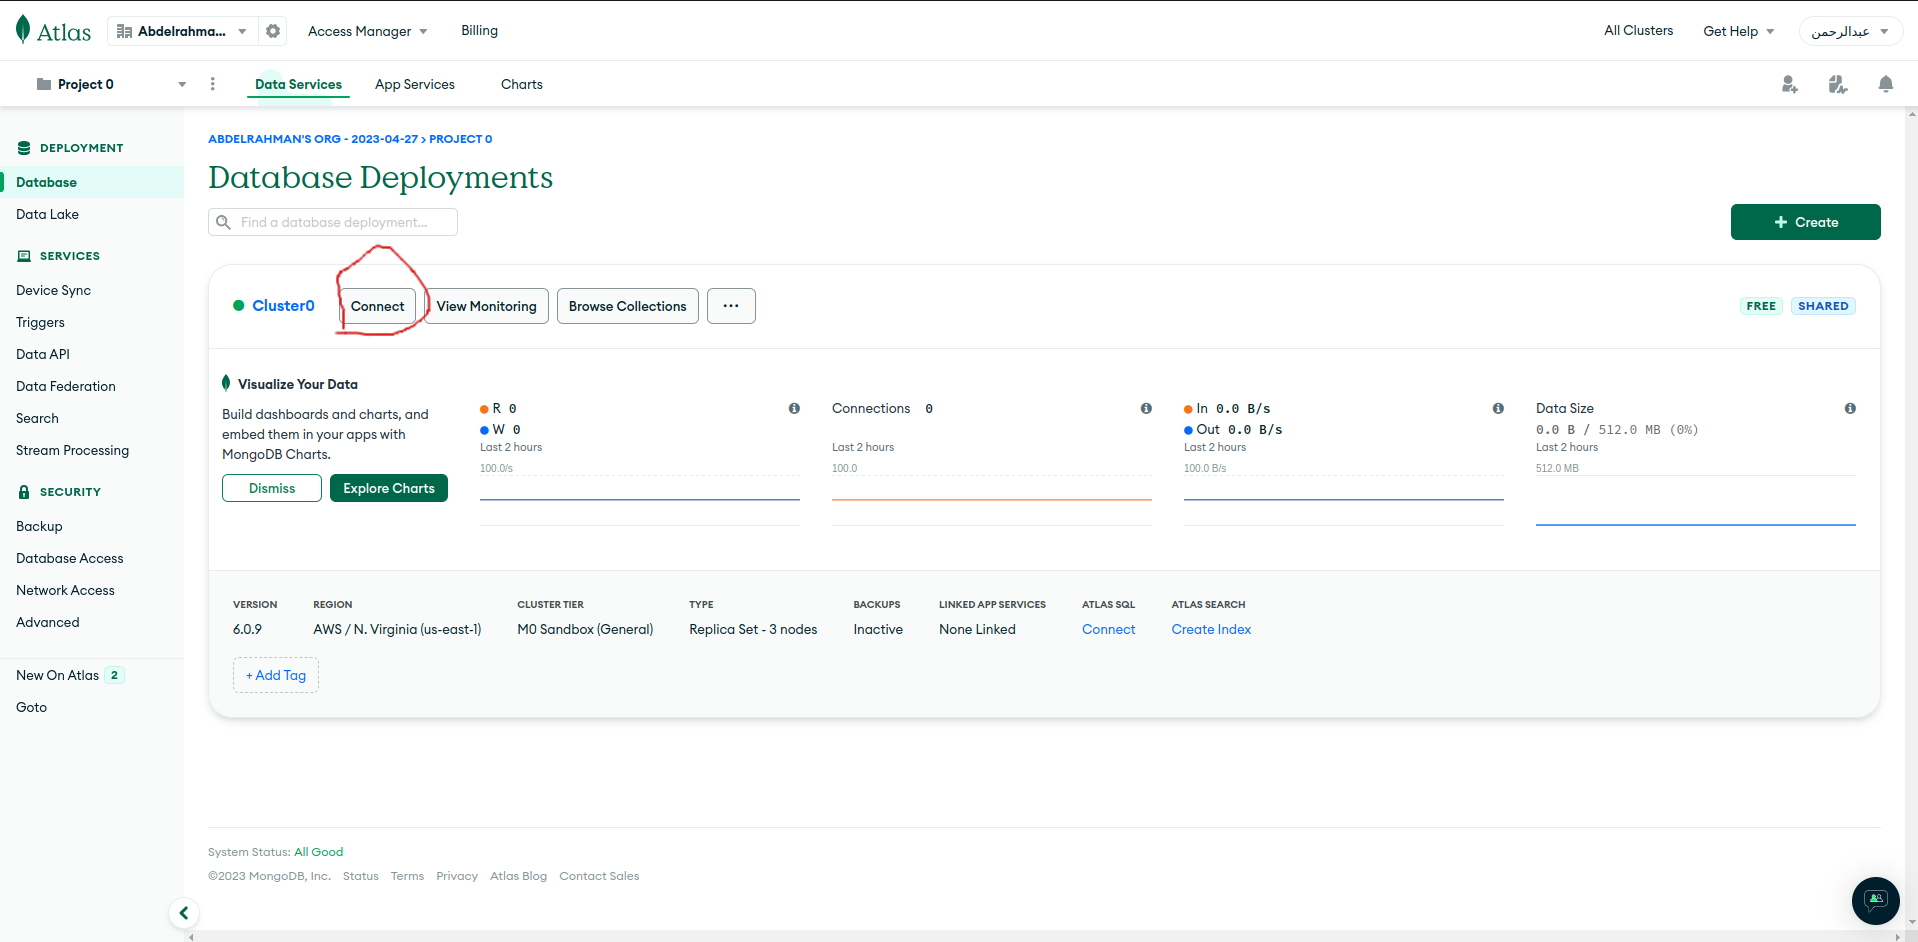 Atlas
Abdelrahma...
Access Manager
Billing
All Clusters
Get Help
عبدالرحمن
Project 0
Data Services
App Services
Charts
DEPLOYMENT
Database
Data Lake
SERVICES
Device Sync
Triggers
Data API
Data Federation
Search
Stream Processing
SECURITY
Backup
Database Access
Network Access
Advanced
New On Atlas 2
Goto
ABDELRAHMAN'S ORG - 2023-04-27 > PROJECT 0
Database Deployments
Find a database deployment...
+ Create
Cluster0
Connect
View Monitoring
Browse Collections
...
FREE
SHARED
Visualize Your Data
Build dashboards and charts, and
embed them in your apps with
MongoDB Charts.
Dismiss
Explore Charts
R 0
W 0
Last 2 hours
100.0/s
Connections 0
Last 2 hours
100.0
In 0.0 B/s
Out 0.0 B/s
Last 2 hours
100.0 B/s
Data Size
0.0 B / 512.0 MB (0%)
Last 2 hours
512.0 MB
VERSION
6.0.9
REGION
AWS / N. Virginia (us-east-1)
CLUSTER TIER
M0 Sandbox (General)
TYPE
Replica Set - 3 nodes
BACKUPS
Inactive
LINKED APP SERVICES
None Linked
ATLAS SQL
Connect
ATLAS SEARCH
Create Index
+ Add Tag
System Status: All Good
©2023 MongoDB, Inc. Status Terms Privacy Atlas Blog Contact Sales